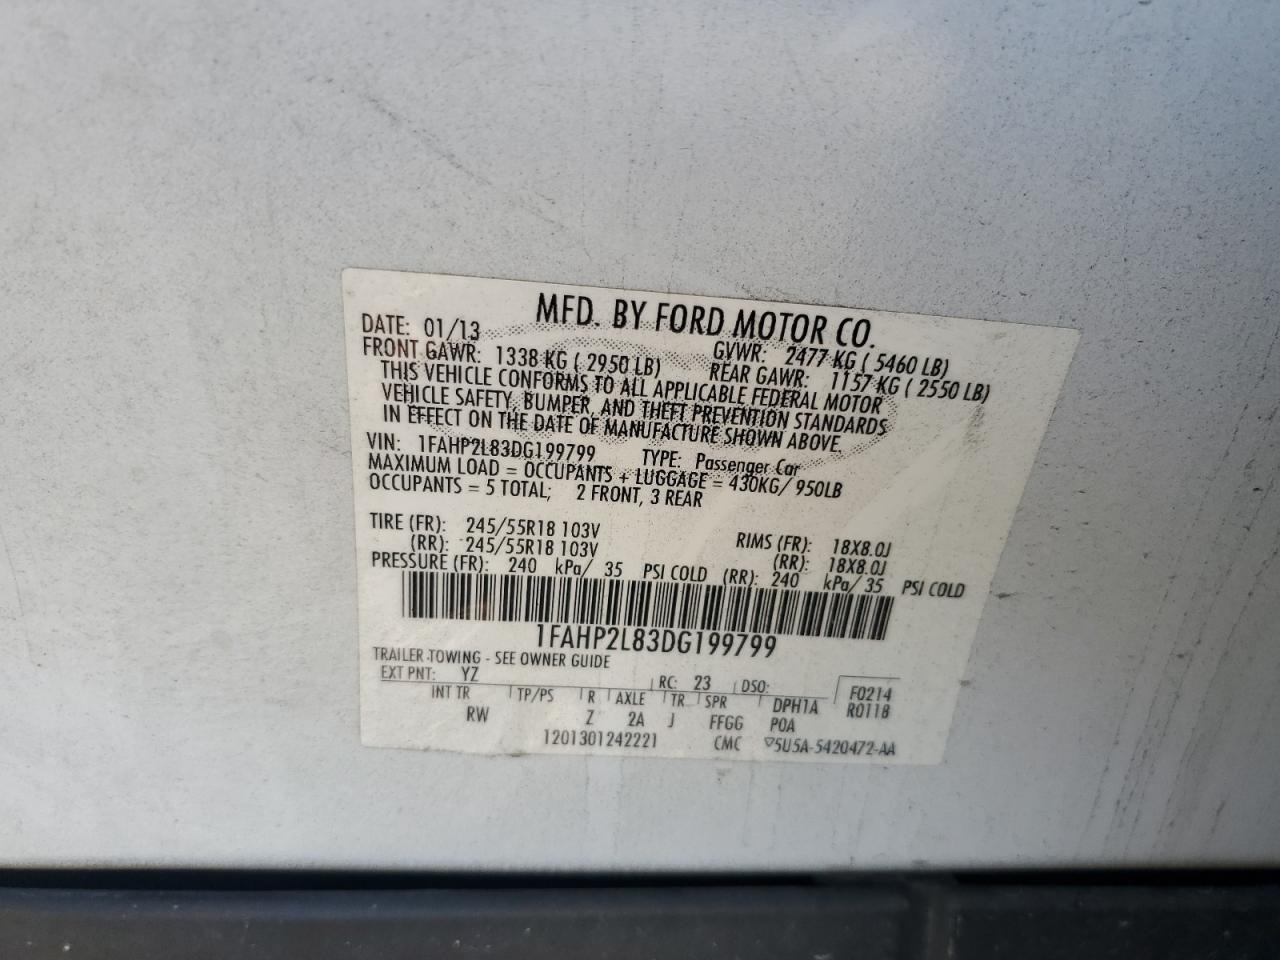 MFD. BY FORD MOTOR CO.
DATE: 01/13 GVWR: 2477 KG ( 5460 LB)
FRONT GAWR: 1338 KG ( 2950 LB) REAR GAWR: 1157 KG ( 2550 LB)
THIS VEHICLE CONFORMS TO ALL APPLICABLE FEDERAL MOTOR
VEHICLE SAFETY, BUMPER, AND THEFT PREVENTION STANDARDS
IN EFFECT ON THE DATE OF MANUFACTURE SHOWN ABOVE.
VIN: 1FAHP2L83DG199799 TYPE: Passenger Car
MAXIMUM LOAD = OCCUPANTS + LUGGAGE = 430KG/ 950LB
OCCUPANTS = 5 TOTAL; 2 FRONT, 3 REAR
TIRE (FR): 245/55R18 103V RIMS (FR): 18X8.0J
(RR): 245/55R18 103V (RR): 18X8.0J
PRESSURE (FR): 240 kPa/ 35 PSI COLD (RR): 240 kPa/ 35 PSI COLD
1FAHP2L83DG199799
TRAILER TOWING - SEE OWNER GUIDE
EXT PNT: YZ RC: 23 DSO: F0214
INT TR TP/PS R AXLE TR SPR DPH1A R0118
RW Z 2A J FFGG POA
1201301242221 CMC ▽5U5A-5420472-AA